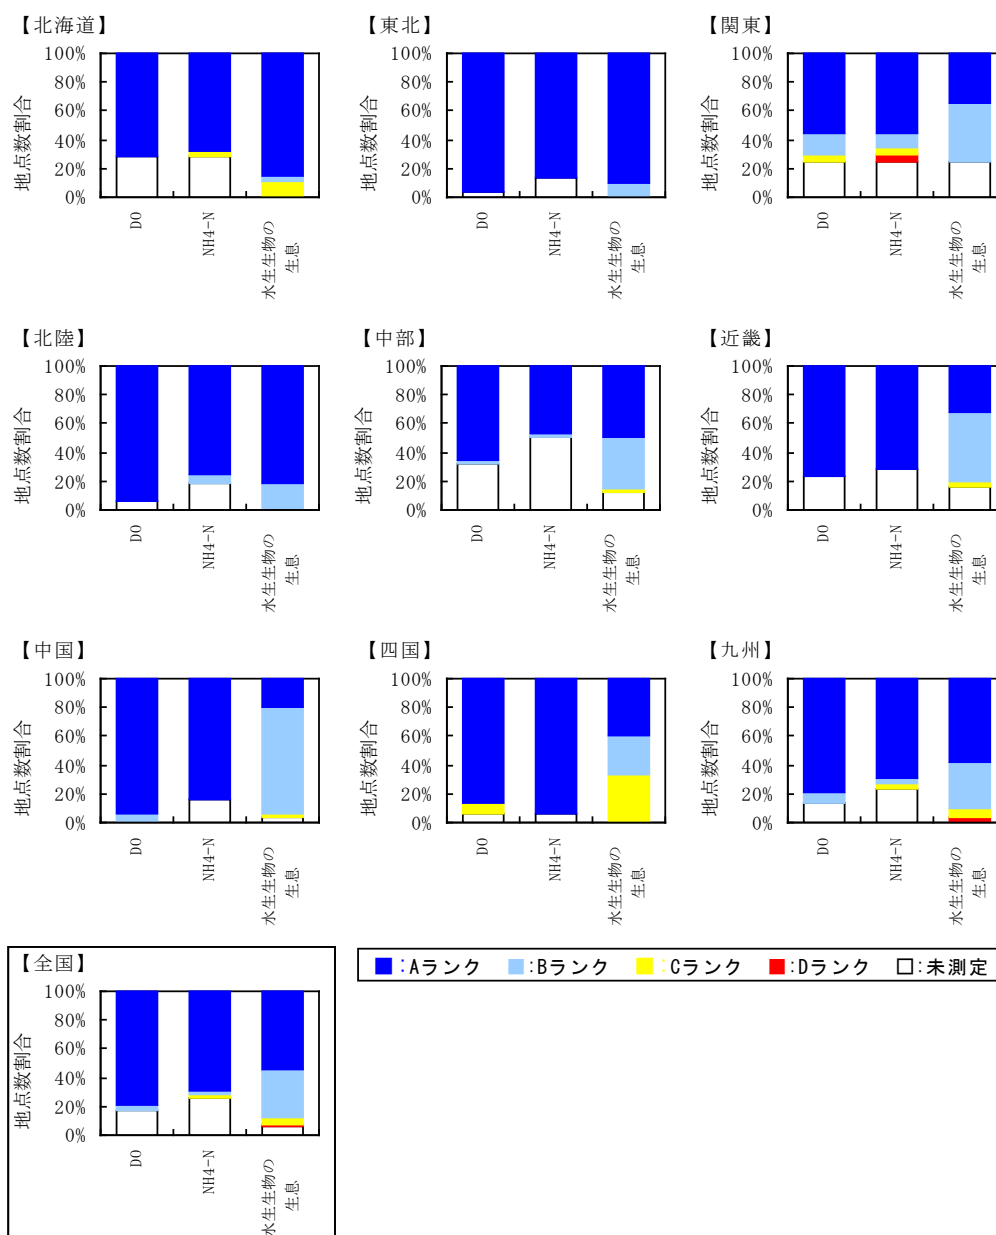 【北海道】
100%
80%
60%
40%
20%
0%
地点数割合
DO
NH4-N
水生生物の
生息
【東北】
100%
80%
60%
40%
20%
0%
地点数割合
DO
NH4-N
水生生物の
生息
【関東】
100%
80%
60%
40%
20%
0%
地点数割合
DO
NH4-N
水生生物の
生息
【北陸】
100%
80%
60%
40%
20%
0%
地点数割合
DO
NH4-N
水生生物の
生息
【中部】
100%
80%
60%
40%
20%
0%
地点数割合
DO
NH4-N
水生生物の
生息
【近畿】
100%
80%
60%
40%
20%
0%
地点数割合
DO
NH4-N
水生生物の
生息
【中国】
100%
80%
60%
40%
20%
0%
地点数割合
DO
NH4-N
水生生物の
生息
【四国】
100%
80%
60%
40%
20%
0%
地点数割合
DO
NH4-N
水生生物の
生息
【九州】
100%
80%
60%
40%
20%
0%
地点数割合
DO
NH4-N
水生生物の
生息
【全国】
100%
80%
60%
40%
20%
0%
地点数割合
DO
NH4-N
水生生物の
生息
:Aランク :Bランク :Cランク :Dランク :未測定